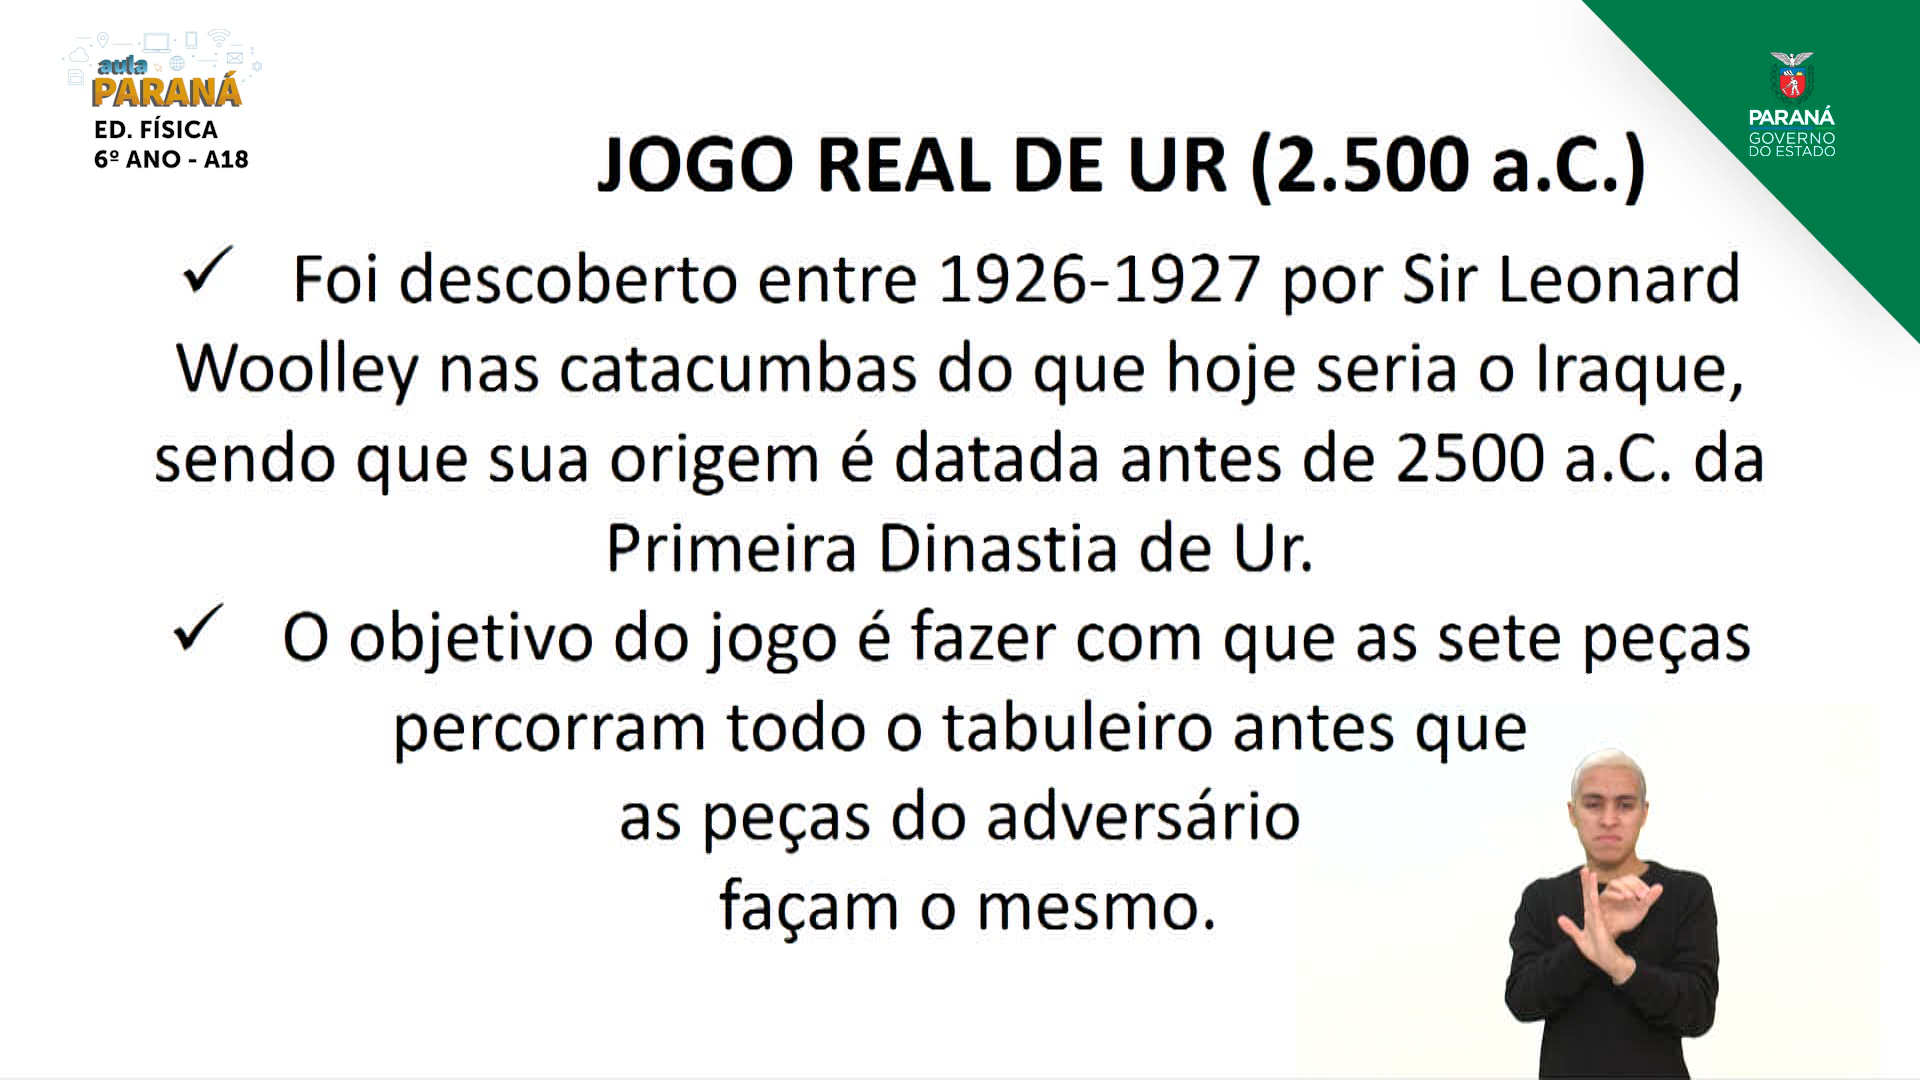 aula
PARANÁ
ED. FÍSICA
6º ANO - A18
PARANÁ
GOVERNO
DO ESTADO
JOGO REAL DE UR (2.500 a.C.)
✓ Foi descoberto entre 1926-1927 por Sir Leonard
Woolley nas catacumbas do que hoje seria o Iraque,
sendo que sua origem é datada antes de 2500 a.C. da
Primeira Dinastia de Ur.
✓ O objetivo do jogo é fazer com que as sete peças
percorram todo o tabuleiro antes que
as peças do adversário
façam o mesmo.